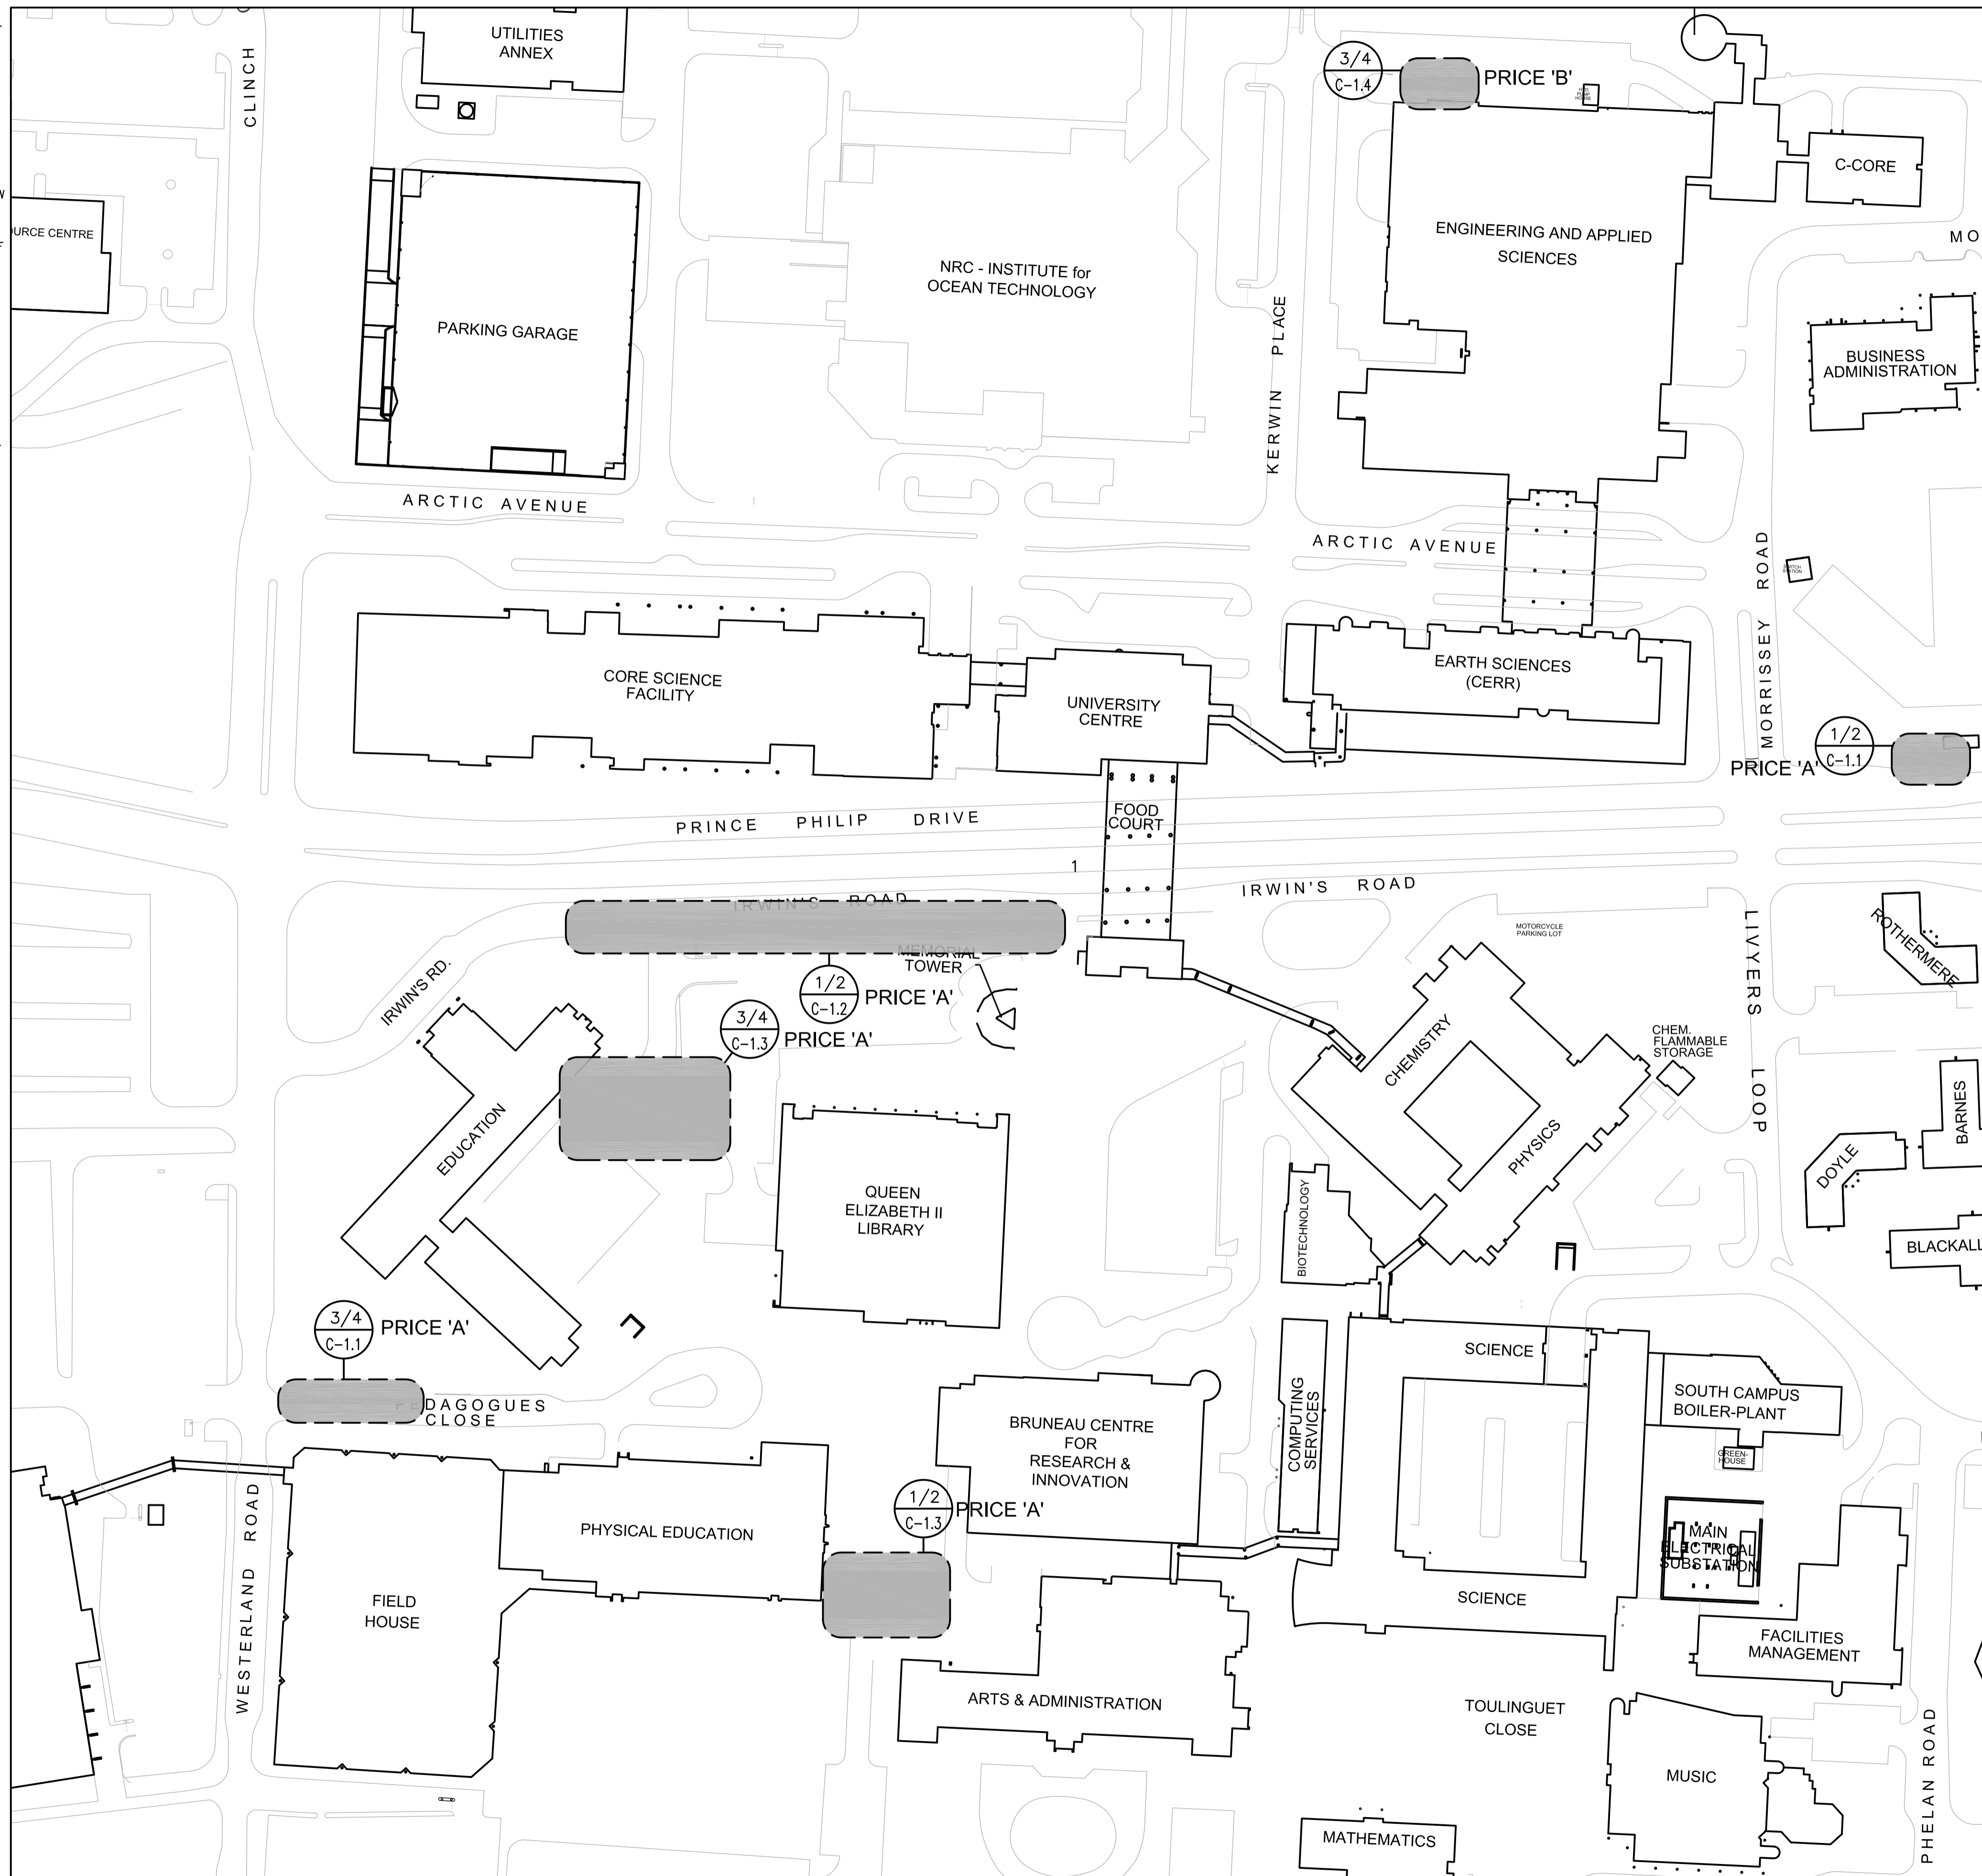 UTILITIES
ANNEX
CLINCH
3/4
C-1.4
PRICE 'B'
C-CORE
URCE CENTRE
ENGINEERING AND APPLIED
SCIENCES
MO
NRC - INSTITUTE for
OCEAN TECHNOLOGY
PARKING GARAGE
KERWIN PLACE
BUSINESS
ADMINISTRATION
ARCTIC AVENUE
ARCTIC AVENUE
MORRISSEY ROAD
CORE SCIENCE
FACILITY
UNIVERSITY
CENTRE
EARTH SCIENCES
(CERR)
1/2
C-1.1
PRICE 'A'
PRINCE PHILIP DRIVE
FOOD
COURT
1
IRWIN'S ROAD
IRWIN'S ROAD
MEMORIAL
TOWER
MOTORCYCLE
PARKING LOT
LIVYERS LOOP
ROTHERMERE
IRWIN'S RD.
1/2
C-1.2
PRICE 'A'
3/4
C-1.3
PRICE 'A'
CHEMISTRY
CHEM.
FLAMMABLE
STORAGE
EDUCATION
PHYSICS
BARNES
DOYLE
QUEEN
ELIZABETH II
LIBRARY
BIOTECHNOLOGY
BLACKALL
3/4
C-1.1
PRICE 'A'
SCIENCE
DAGOGUES
CLOSE
BRUNEAU CENTRE
FOR
RESEARCH &
INNOVATION
COMPUTING
SERVICES
SOUTH CAMPUS
BOILER-PLANT
GREEN-
HOUSE
1/2
C-1.3
PRICE 'A'
WESTERLAND ROAD
PHYSICAL EDUCATION
MAIN
ELECTRICAL
SUBSTATION
FIELD
HOUSE
SCIENCE
FACILITIES
MANAGEMENT
ARTS & ADMINISTRATION
TOULINGUET
CLOSE
MUSIC
PHELAN ROAD
MATHEMATICS